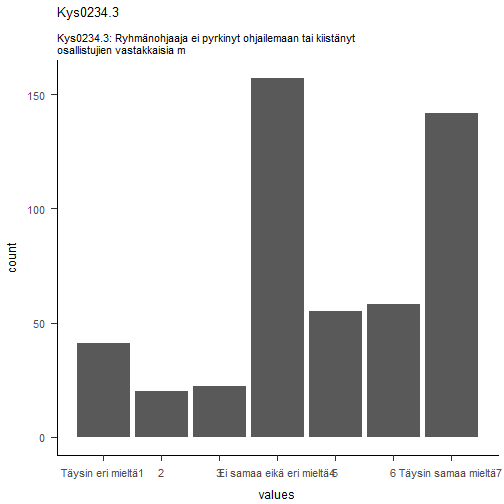 Kys0234.3
Kys0234.3: Ryhmänohjaaja ei pyrkinyt ohjailemaan tai kiistänyt
osallistujien vastakkaisia m
150
100
50
0
count
Täysin eri mieltä1 2 3 Ei samaa eikä eri mieltä4 5 6 Täysin samaa mieltä7
values